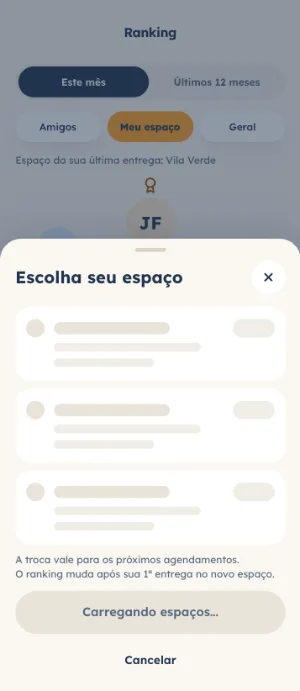 Ranking
Este mês
Últimos 12 meses
Amigos
Meu espaço
Geral
Espaço da sua última entrega: Vila Verde
JF
Escolha seu espaço
A troca vale para os próximos agendamentos.
O ranking muda após sua 1ª entrega no novo espaço.
Carregando espaços...
Cancelar